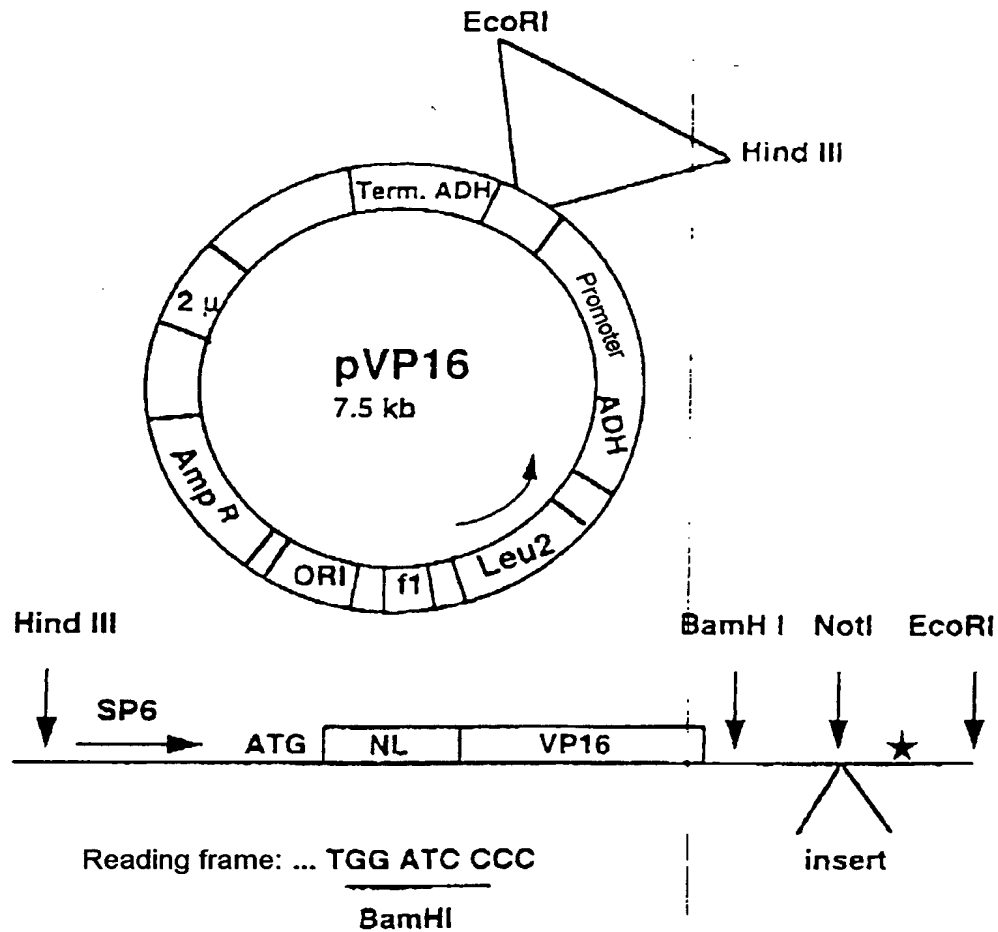 EcoRI
Hind III
Term. ADH
2 µ
Promoter
ADH
pVP16
7.5 kb
Amp R
ORI
f1
Leu2
Hind III
BamH I NotI EcoRI
SP6
ATG NL VP16 ★
insert
Reading frame: ... TGG ATC CCC
BamHI